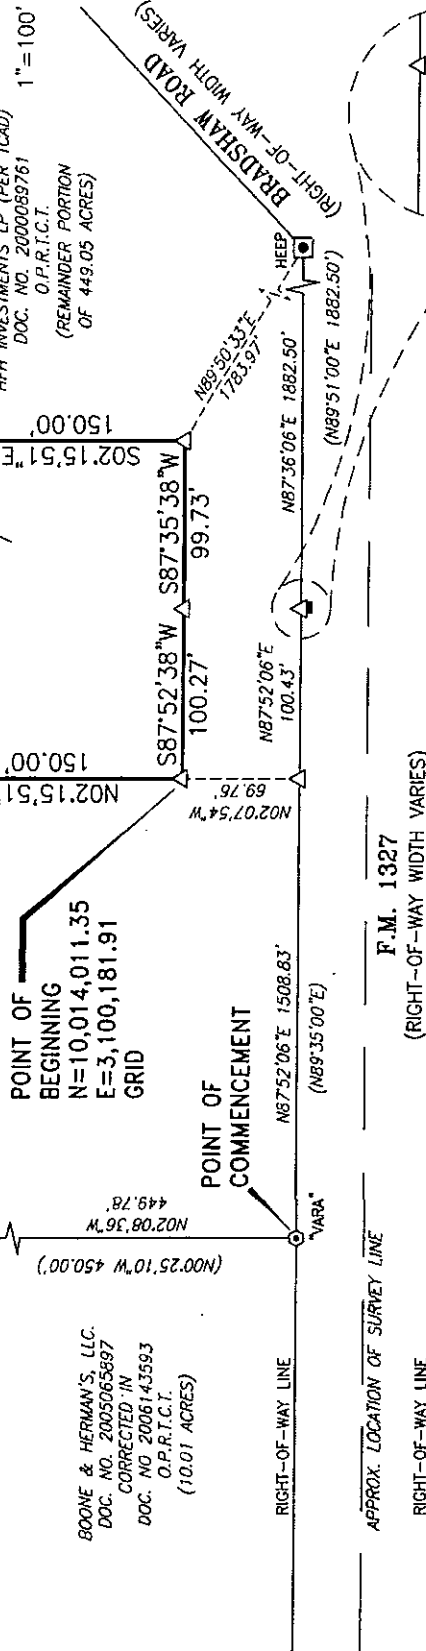 HFH INVESTMENTS LP (PER TCAD)
DOC. NO. 2000089761
O.P.R.T.C.T.
(REMAINDER PORTION
OF 449.05 ACRES)
1"=100'
BRADSHAW ROAD
(RIGHT-OF-WAY WIDTH VARIES)
HEEP
N89°50'33"E
1783.97'
S02°15'51"E
150.00'
S87°35'38"W
99.73'
S87°52'38"W
100.27'
N02°15'51"
150.00'
N87°36'06"E 1882.50'
(N89°51'00"E 1882.50')
N87°52'06"E
100.43'
N02°07'54"W
69.76'
POINT OF
BEGINNING
N=10,014,011.35
E=3,100,181.91
GRID
POINT OF
COMMENCEMENT
N87°52'06"E 1508.83'
(N89°35'00"E)
"VARA"
N02°08'36"W
449.78'
(N00°25'10"W 450.00')
BOONE & HERMAN'S, LLC.
DOC. NO. 2005065897
CORRECTED IN
DOC. NO 2006143593
O.P.R.T.C.T.
(10.01 ACRES)
F.M. 1327
(RIGHT-OF-WAY WIDTH VARIES)
RIGHT-OF-WAY LINE
APPROX. LOCATION OF SURVEY LINE
RIGHT-OF-WAY LINE